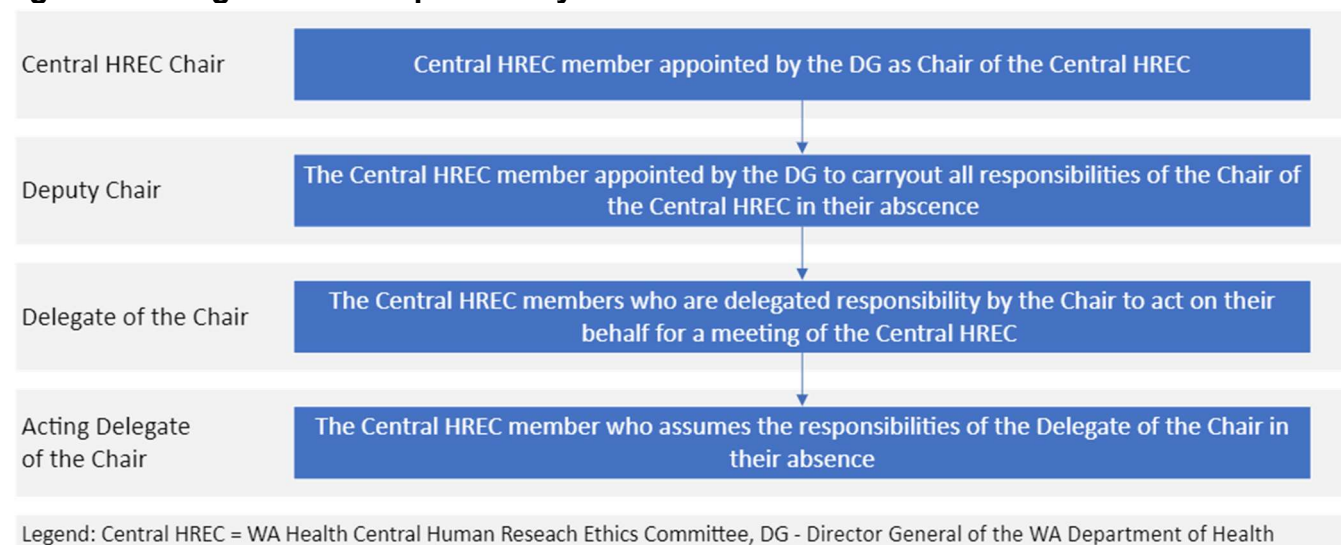 Central HREC Chair
Central HREC member appointed by the DG as Chair of the Central HREC
Deputy Chair
The Central HREC member appointed by the DG to carryout all responsibilities of the Chair of
the Central HREC in their abscence
Delegate of the Chair
The Central HREC members who are delegated responsibility by the Chair to act on their
behalf for a meeting of the Central HREC
Acting Delegate
of the Chair
The Central HREC member who assumes the responsibilities of the Delegate of the Chair in
their absence
Legend: Central HREC = WA Health Central Human Reseach Ethics Committee, DG - Director General of the WA Department of Health